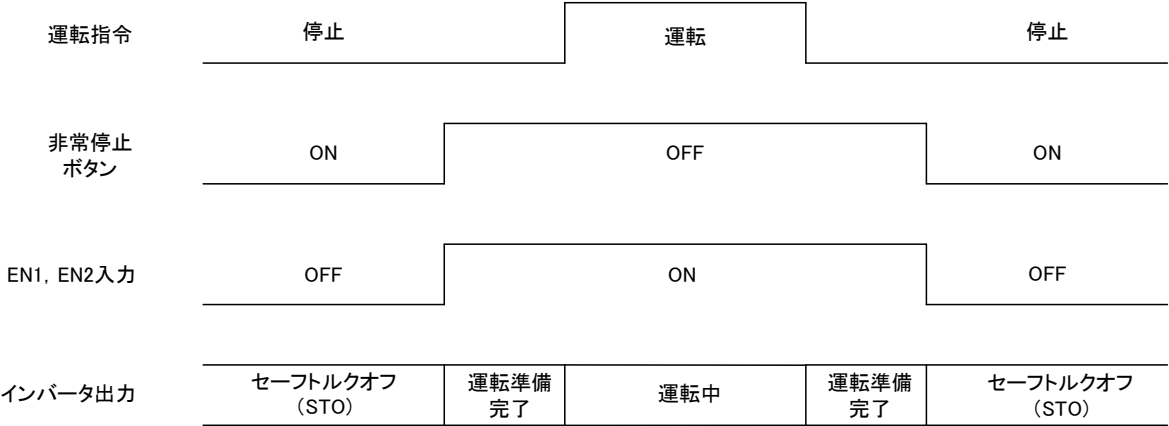 運転指令
停止
運転
停止
非常停止
ボタン
ON
OFF
ON
EN1，EN2入力
OFF
ON
OFF
インバータ出力
セーフトルクオフ
（STO）
運転準備
完了
運転中
運転準備
完了
セーフトルクオフ
（STO）